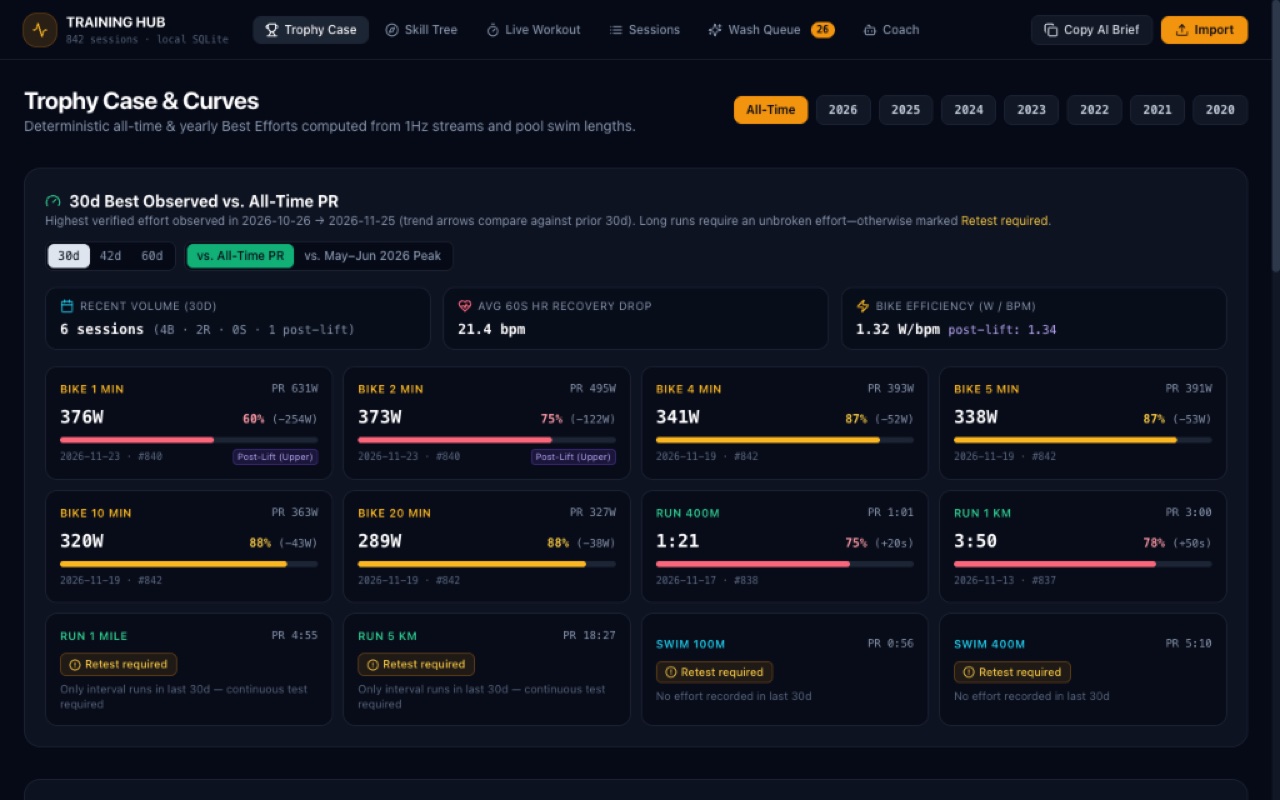 TRAINING HUB
842 sessions · local SQLite
Trophy Case
Skill Tree
Live Workout
Sessions
Wash Queue 26
Coach
Copy AI Brief
Import
Trophy Case & Curves
Deterministic all-time & yearly Best Efforts computed from 1Hz streams and pool swim lengths.
All-Time 2026 2025 2024 2023 2022 2021 2020
30d Best Observed vs. All-Time PR
Highest verified effort observed in 2026-10-26 → 2026-11-25 (trend arrows compare against prior 30d). Long runs require an unbroken effort—otherwise marked Retest required.
30d 42d 60d
vs. All-Time PR vs. May–Jun 2026 Peak
RECENT VOLUME (30D)
6 sessions (4B · 2R · 0S · 1 post-lift)
AVG 60S HR RECOVERY DROP
21.4 bpm
BIKE EFFICIENCY (W / BPM)
1.32 W/bpm post-lift: 1.34
BIKE 1 MIN PR 631W
376W 60% (-254W)
2026-11-23 · #840 Post-Lift (Upper)
BIKE 2 MIN PR 495W
373W 75% (-122W)
2026-11-23 · #840 Post-Lift (Upper)
BIKE 4 MIN PR 393W
341W 87% (-52W)
2026-11-19 · #842
BIKE 5 MIN PR 391W
338W 87% (-53W)
2026-11-19 · #842
BIKE 10 MIN PR 363W
320W 88% (-43W)
2026-11-19 · #842
BIKE 20 MIN PR 327W
289W 88% (-38W)
2026-11-19 · #842
RUN 400M PR 1:01
1:21 75% (+20s)
2026-11-17 · #838
RUN 1 KM PR 3:00
3:50 78% (+50s)
2026-11-13 · #837
RUN 1 MILE PR 4:55
Retest required
Only interval runs in last 30d — continuous test
required
RUN 5 KM PR 18:27
Retest required
Only interval runs in last 30d — continuous test
required
SWIM 100M PR 0:56
Retest required
No effort recorded in last 30d
SWIM 400M PR 5:10
Retest required
No effort recorded in last 30d